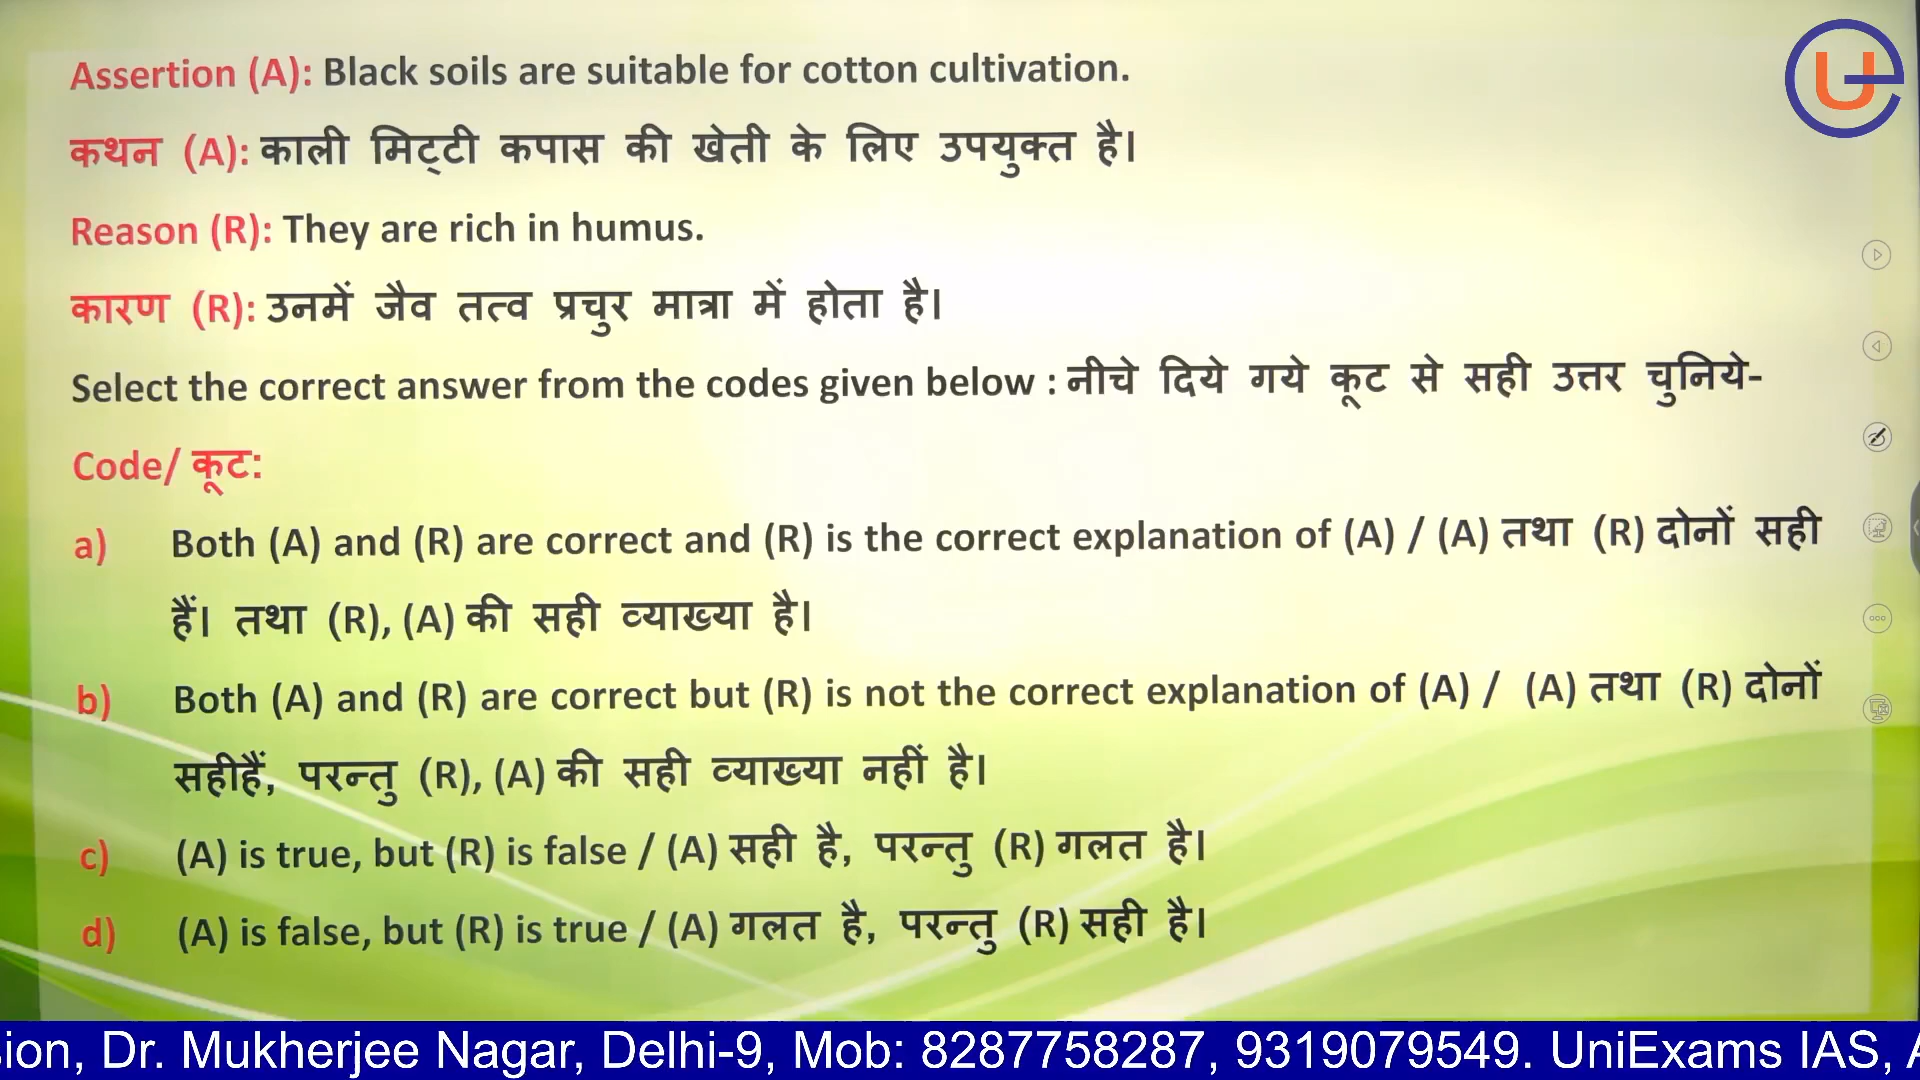 Assertion (A): Black soils are suitable for cotton cultivation.
कथन (A): काली मिट्टी कपास की खेती के लिए उपयुक्त है।
Reason (R): They are rich in humus.
कारण (R): उनमें जैव तत्व प्रचुर मात्रा में होता है।
Select the correct answer from the codes given below : नीचे दिये गये कूट से सही उत्तर चुनिये-
Code/ कूट:
a) Both (A) and (R) are correct and (R) is the correct explanation of (A) / (A) तथा (R) दोनों सही
हैं। तथा (R), (A) की सही व्याख्या है।
b) Both (A) and (R) are correct but (R) is not the correct explanation of (A) / (A) तथा (R) दोनों
सहीहैं, परन्तु (R), (A) की सही व्याख्या नहीं है।
c) (A) is true, but (R) is false / (A) सही है, परन्तु (R) गलत है।
d) (A) is false, but (R) is true / (A) गलत है, परन्तु (R) सही है।
sion, Dr. Mukherjee Nagar, Delhi-9, Mob: 8287758287, 9319079549. UniExams IAS, A